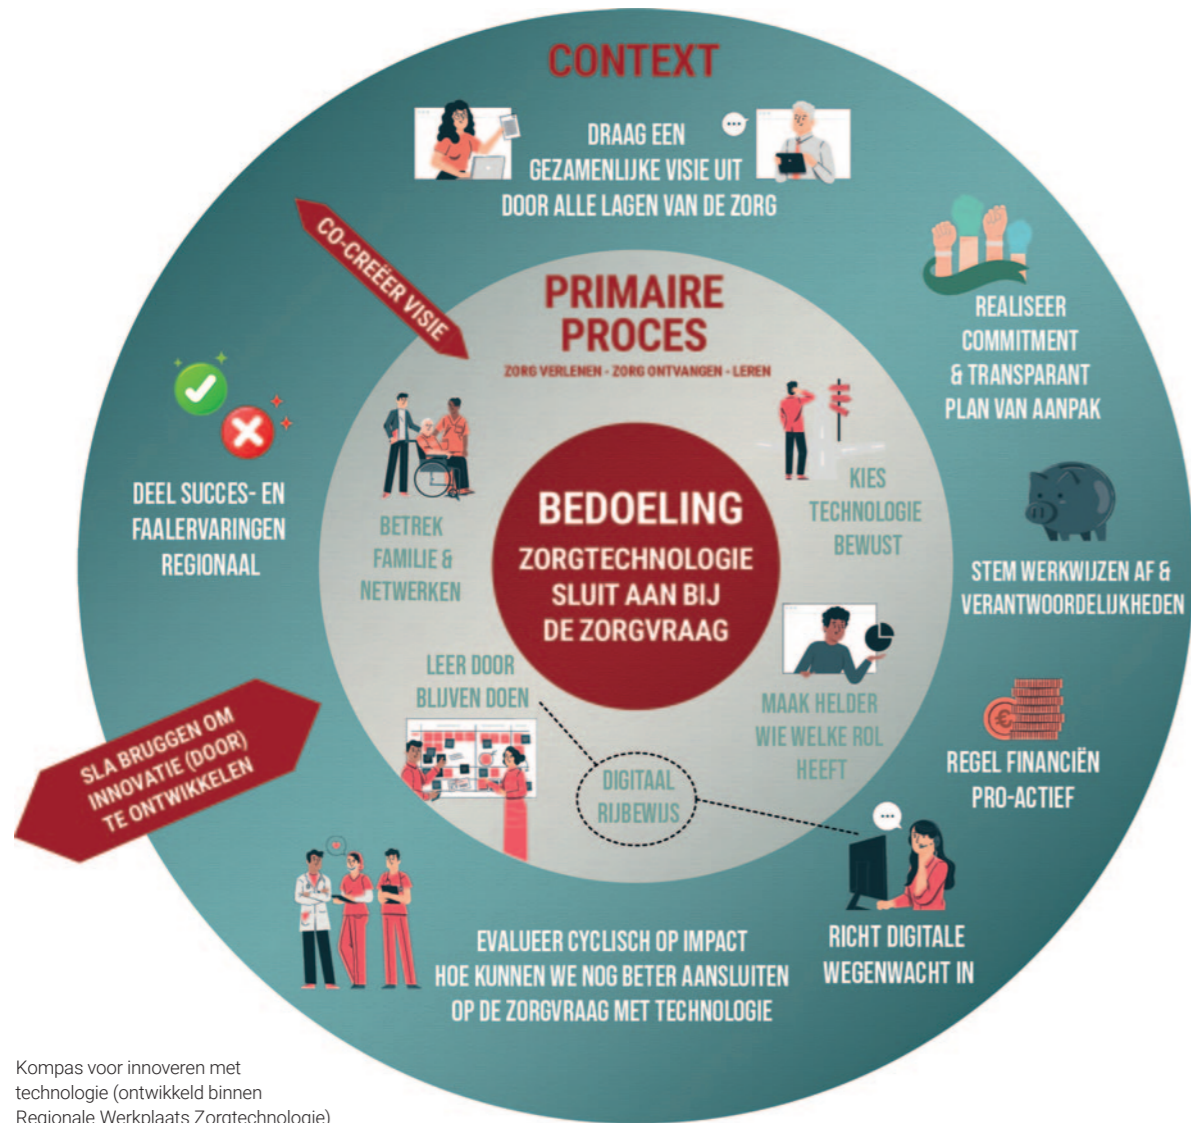 CONTEXT
DRAAG EEN
GEZAMENLIJKE VISIE UIT
DOOR ALLE LAGEN VAN DE ZORG
CO-CREËER VISIE
PRIMAIRE
PROCES
ZORG VERLENEN - ZORG ONTVANGEN - LEREN
REALISEER
COMMITMENT
& TRANSPARANT
PLAN VAN AANPAK
DEEL SUCCES- EN
FAALERVARINGEN
REGIONAAL
BETREK
FAMILIE &
NETWERKEN
BEDOELING
ZORGTECHNOLOGIE
SLUIT AAN BIJ
DE ZORGVRAAG
KIES
TECHNOLOGIE
BEWUST
STEM WERKWIJZEN AF &
VERANTWOORDELIJKHEDEN
LEER DOOR
BLIJVEN DOEN
MAAK HELDER
WIE WELKE ROL
HEEFT
DIGITAAL
RIJBEWIJS
SLA BRUGGEN OM
INNOVATIE (DOOR)
TE ONTWIKKELEN
REGEL FINANCIËN
PRO-ACTIEF
RICHT DIGITALE
WEGENWACHT IN
EVALUEER CYCLISCH OP IMPACT
HOE KUNNEN WE NOG BETER AANSLUITEN
OP DE ZORGVRAAG MET TECHNOLOGIE
Kompas voor innoveren met
technologie (ontwikkeld binnen
Regionale Werkplaats Zorgtechnologie)